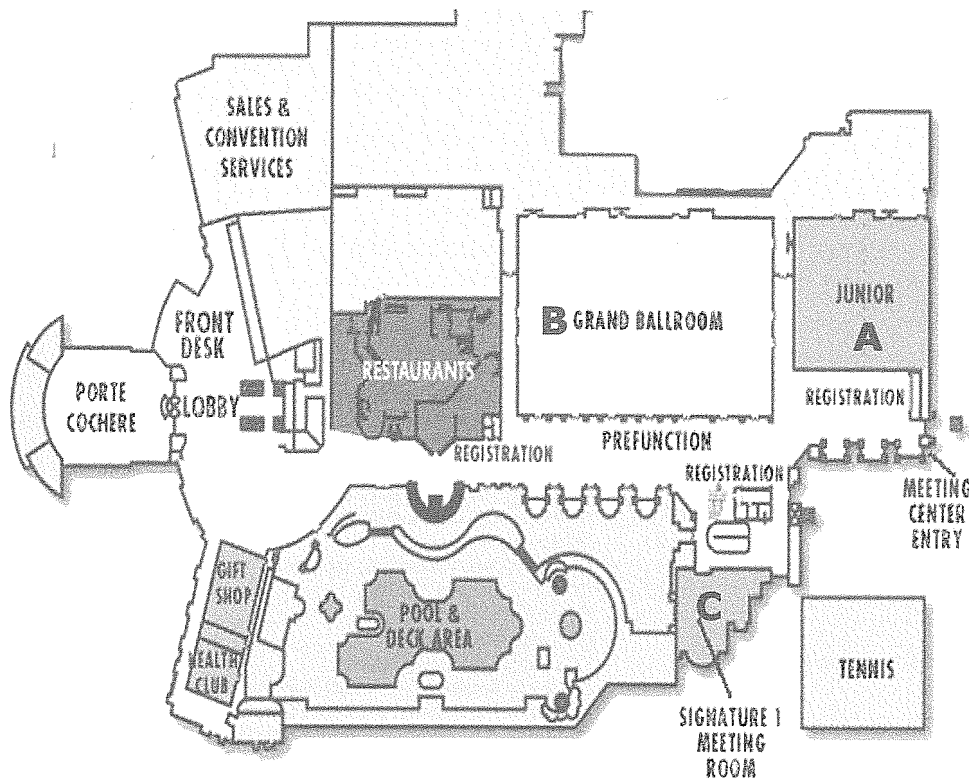 SALES &
CONVENTION
SERVICES
FRONT
DESK
PORTE
COCHERE
LOBBY
RESTAURANTS
REGISTRATION
B GRAND BALLROOM
PREFUNCTION
JUNIOR
A
REGISTRATION
REGISTRATION
MEETING
CENTER
ENTRY
GIFT
SHOP
HEALTH
CLUB
POOL &
DECK AREA
C
SIGNATURE 1
MEETING
ROOM
TENNIS